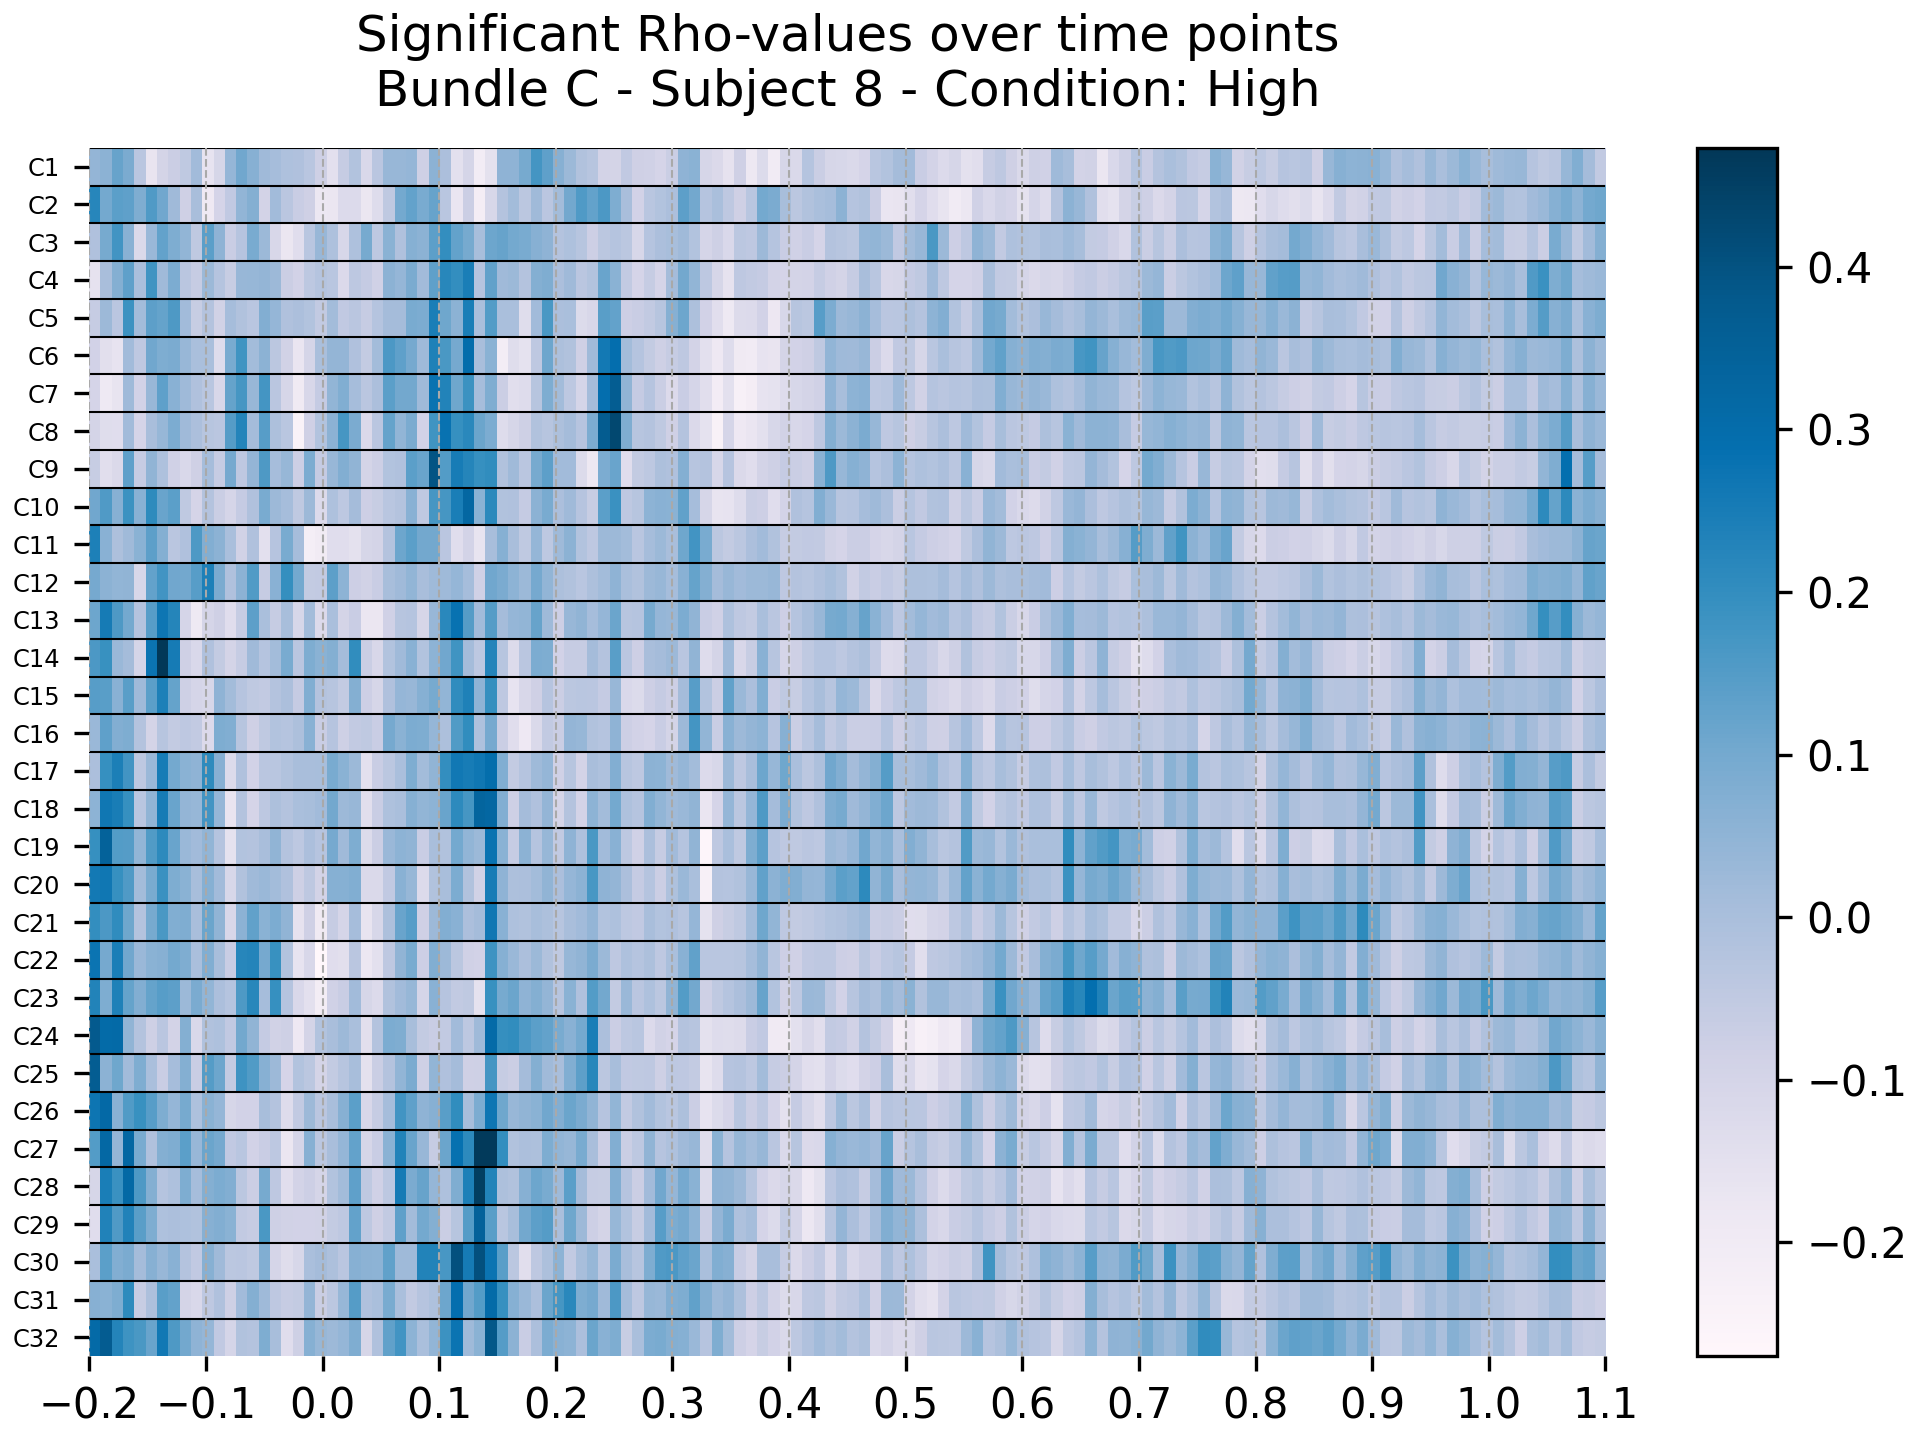 Significant Rho-values over time points
Bundle C - Subject 8 - Condition: High
C1
C2
C3
C4
C5
C6
C7
C8
C9
C10
C11
C12
C13
C14
C15
C16
C17
C18
C19
C20
C21
C22
C23
C24
C25
C26
C27
C28
C29
C30
C31
C32
−0.2 −0.1 0.0 0.1 0.2 0.3 0.4 0.5 0.6 0.7 0.8 0.9 1.0 1.1
0.4
0.3
0.2
0.1
0.0
−0.1
−0.2